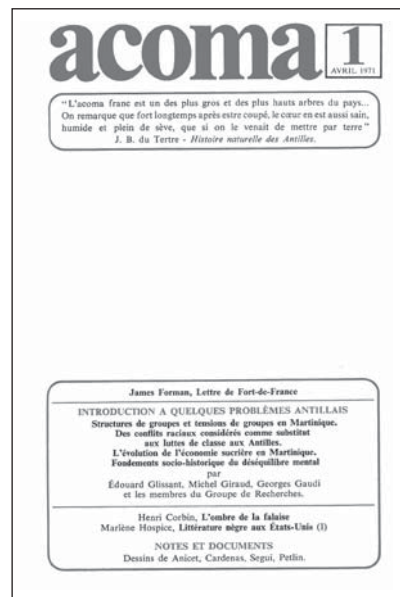 acoma 1
AVRIL 1971
"L'acoma franc est un des plus gros et des plus hauts arbres du pays...
On remarque que fort longtemps après estre coupé, le cœur en est aussi sain,
humide et plein de sève, que si on le venait de mettre par terre"
J. B. du Tertre - Histoire naturelle des Antilles.
James Forman, Lettre de Fort-de-France
INTRODUCTION A QUELQUES PROBLÈMES ANTILLAIS
Structures de groupes et tensions de groupes en Martinique.
Des conflits raciaux considérés comme substitut
aux luttes de classe aux Antilles.
L'évolution de l'économie sucrière en Martinique.
Fondements socio-historique du déséquilibre mental
par
Édouard Glissant, Michel Giraud, Georges Gaudi
et les membres du Groupe de Recherches.
Henri Corbin, L'ombre de la falaise
Marlène Hospice, Littérature nègre aux États-Unis (I)
NOTES ET DOCUMENTS
Dessins de Anicet, Cardenas, Segui, Petlin.